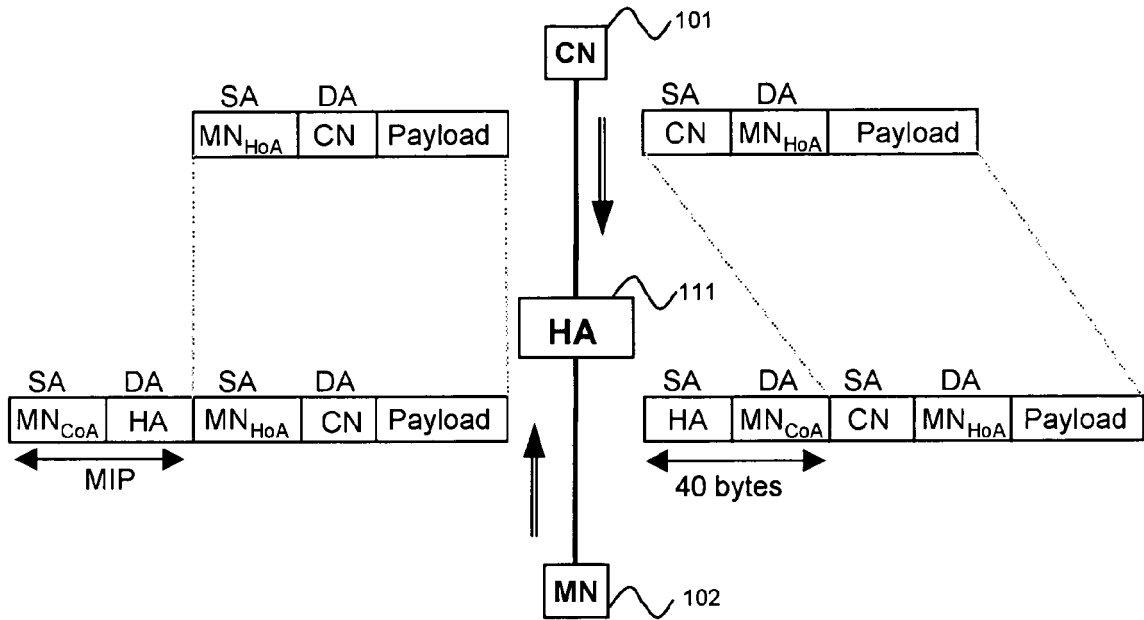 101
CN
SA DA
MN_HoA CN Payload
SA DA
CN MN_HoA Payload
111
HA
SA DA SA DA
MN_CoA HA MN_HoA CN Payload
MIP
SA DA SA DA
HA MN_CoA CN MN_HoA Payload
40 bytes
MN
102